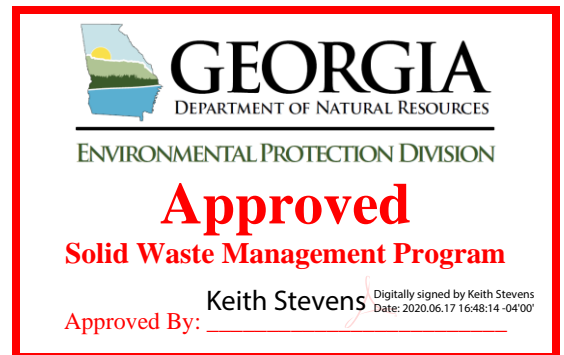 GEORGIA
DEPARTMENT OF NATURAL RESOURCES
ENVIRONMENTAL PROTECTION DIVISION
Approved
Solid Waste Management Program
Approved By: Keith Stevens
Digitally signed by Keith Stevens
Date: 2020.06.17 16:48:14 -04'00'